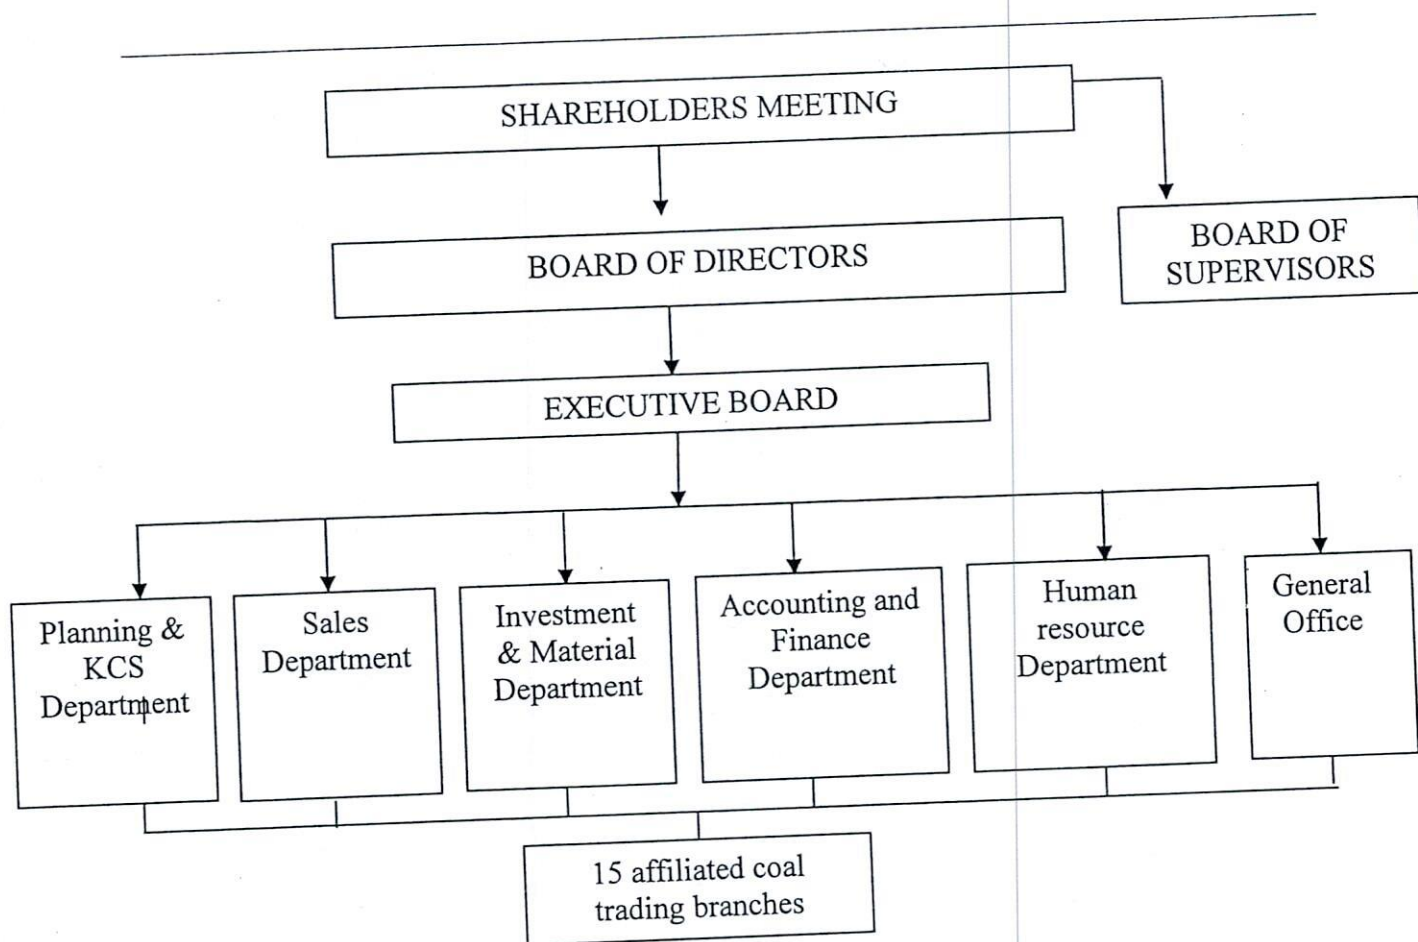 SHAREHOLDERS MEETING
BOARD OF DIRECTORS
BOARD OF
SUPERVISORS
EXECUTIVE BOARD
Planning &
KCS
Department
Sales
Department
Investment
& Material
Department
Accounting and
Finance
Department
Human
resource
Department
General
Office
15 affiliated coal
trading branches